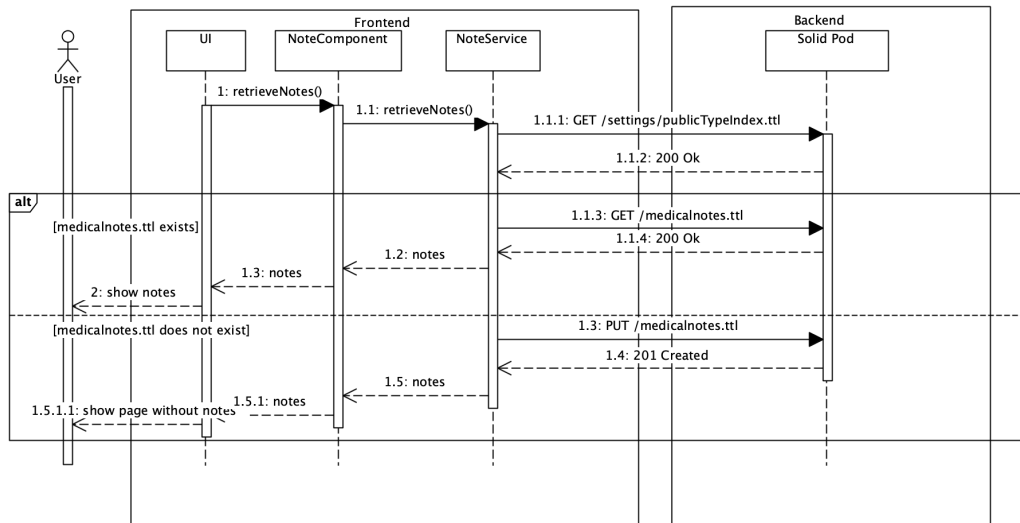 Frontend
Backend
UI
NoteComponent
NoteService
Solid Pod
User
1: retrieveNotes()
1.1: retrieveNotes()
1.1.1: GET /settings/publicTypeIndex.ttl
1.1.2: 200 Ok
alt
[medicalnotes.ttl exists]
1.1.3: GET /medicalnotes.ttl
1.1.4: 200 Ok
1.2: notes
1.3: notes
2: show notes
[medicalnotes.ttl does not exist]
1.3: PUT /medicalnotes.ttl
1.4: 201 Created
1.5: notes
1.5.1: notes
1.5.1.1: show page without notes